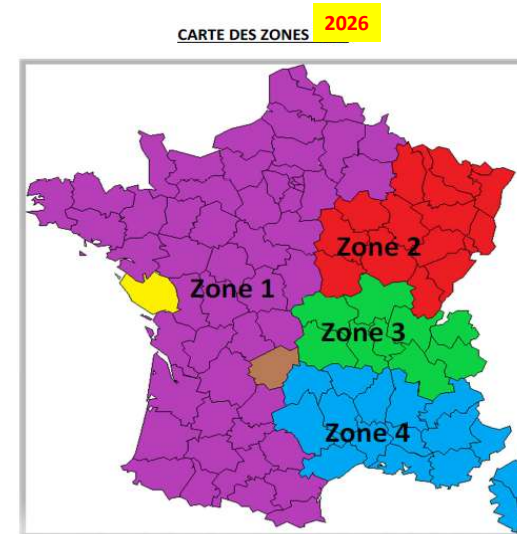 CARTE DES ZONES 2026
Zone 2
Zone 1
Zone 3
Zone 4